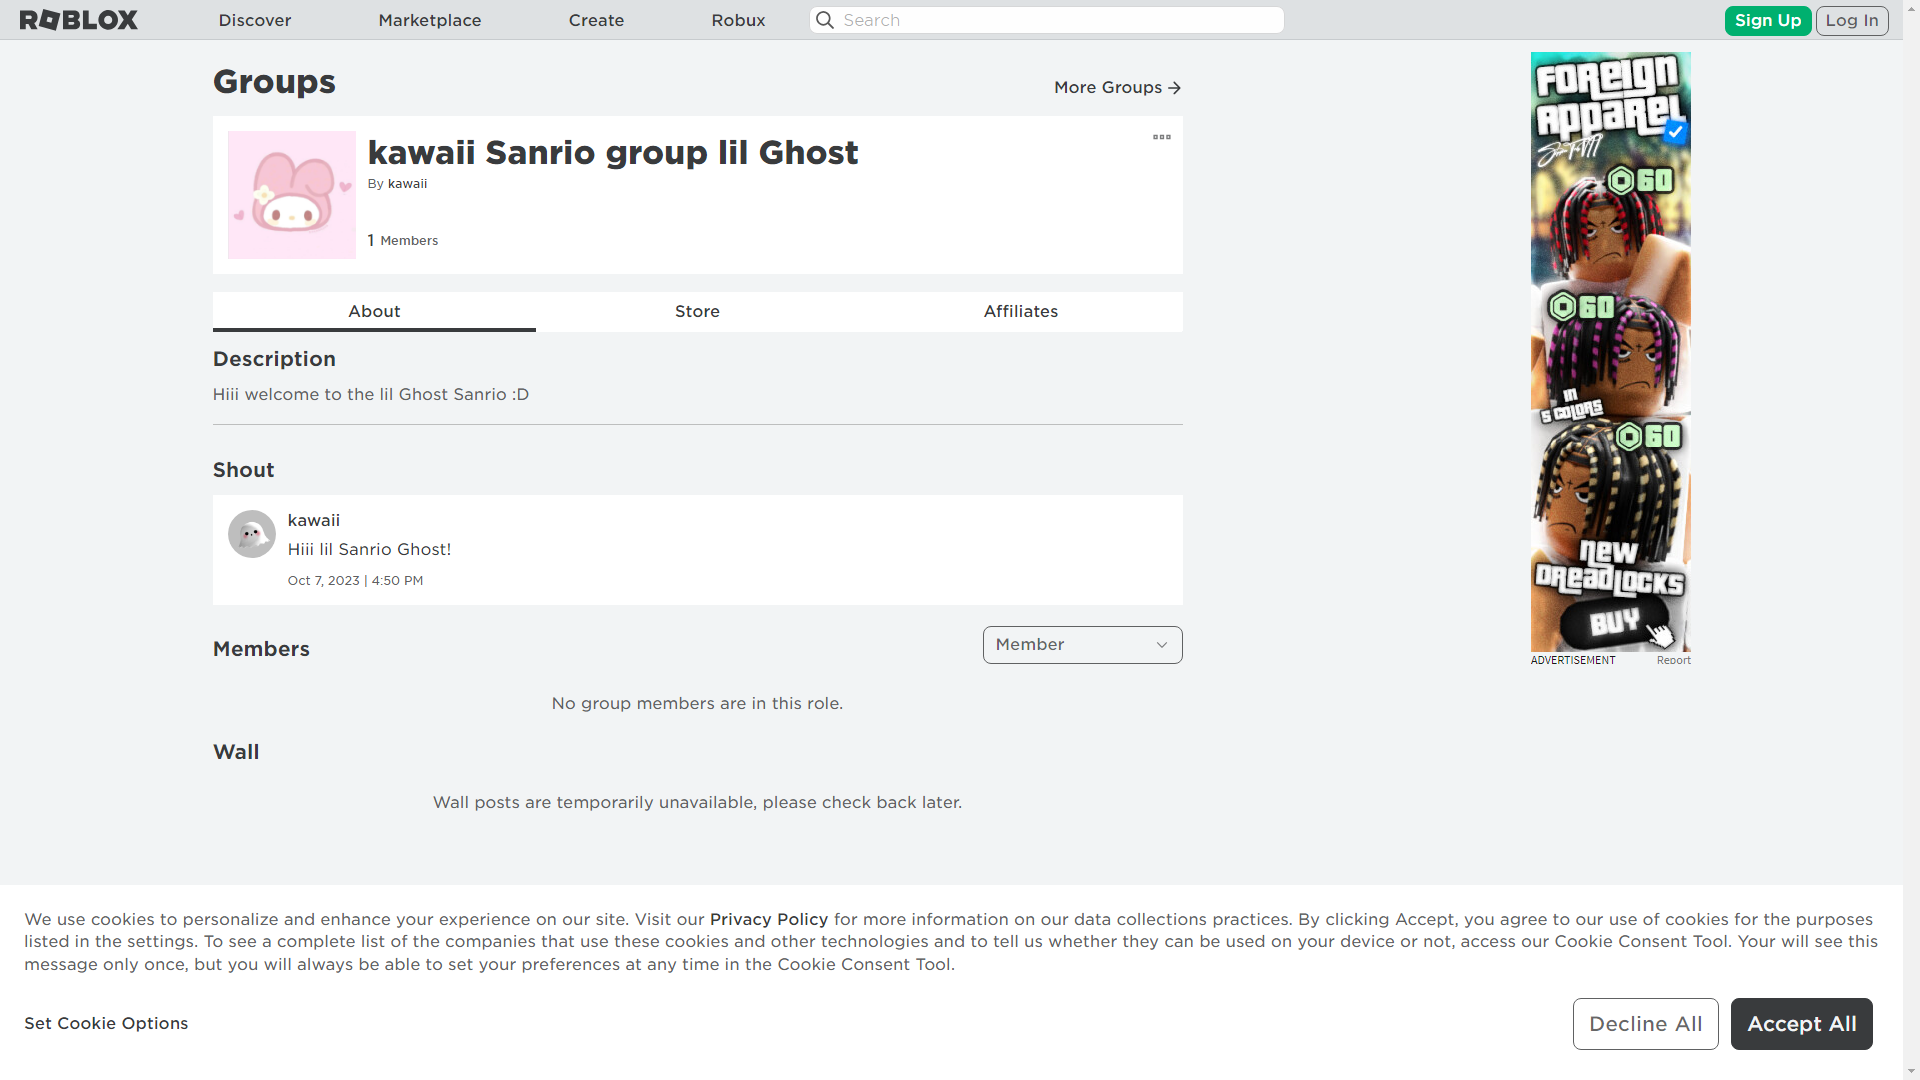 ROBLOX
Discover
Marketplace
Create
Robux
Search
Sign Up
Log In
Groups
More Groups
kawaii Sanrio group lil Ghost
By kawaii
1 Members
About
Store
Affiliates
Description
Hiii welcome to the lil Ghost Sanrio :D
Shout
kawaii
Hiii lil Sanrio Ghost!
Oct 7, 2023 | 4:50 PM
Members
Member
No group members are in this role.
Wall
Wall posts are temporarily unavailable, please check back later.
FOREIGN
APPAREL
60
60
IN
5 COLORS
60
NEW
DREADLOCKS
BUY
ADVERTISEMENT
Report
We use cookies to personalize and enhance your experience on our site. Visit our Privacy Policy for more information on our data collections practices. By clicking Accept, you agree to our use of cookies for the purposes
listed in the settings. To see a complete list of the companies that use these cookies and other technologies and to tell us whether they can be used on your device or not, access our Cookie Consent Tool. Your will see this
message only once, but you will always be able to set your preferences at any time in the Cookie Consent Tool.
Set Cookie Options
Decline All
Accept All